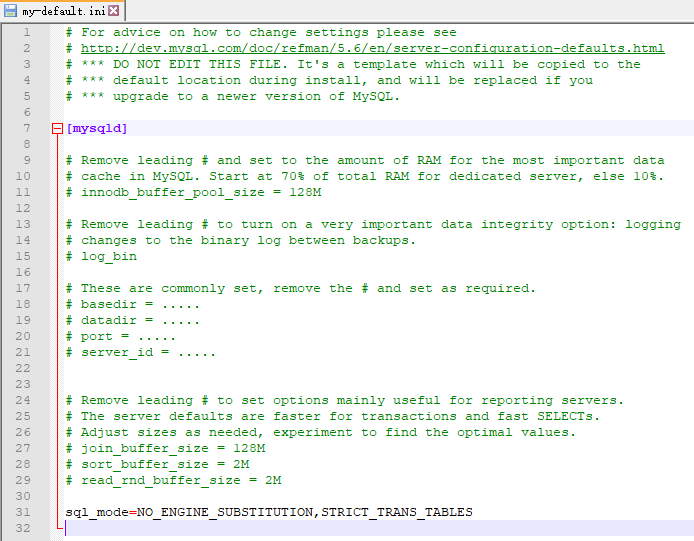 my-default.ini
1 # For advice on how to change settings please see
2 # http://dev.mysql.com/doc/refman/5.6/en/server-configuration-defaults.html
3 # *** DO NOT EDIT THIS FILE. It's a template which will be copied to the
4 # *** default location during install, and will be replaced if you
5 # *** upgrade to a newer version of MySQL.
6
7 [mysqld]
8
9 # Remove leading # and set to the amount of RAM for the most important data
10 # cache in MySQL. Start at 70% of total RAM for dedicated server, else 10%.
11 # innodb_buffer_pool_size = 128M
12
13 # Remove leading # to turn on a very important data integrity option: logging
14 # changes to the binary log between backups.
15 # log_bin
16
17 # These are commonly set, remove the # and set as required.
18 # basedir = .....
19 # datadir = .....
20 # port = .....
21 # server_id = .....
22
23
24 # Remove leading # to set options mainly useful for reporting servers.
25 # The server defaults are faster for transactions and fast SELECTs.
26 # Adjust sizes as needed, experiment to find the optimal values.
27 # join_buffer_size = 128M
28 # sort_buffer_size = 2M
29 # read_rnd_buffer_size = 2M
30
31 sql_mode=NO_ENGINE_SUBSTITUTION,STRICT_TRANS_TABLES
32